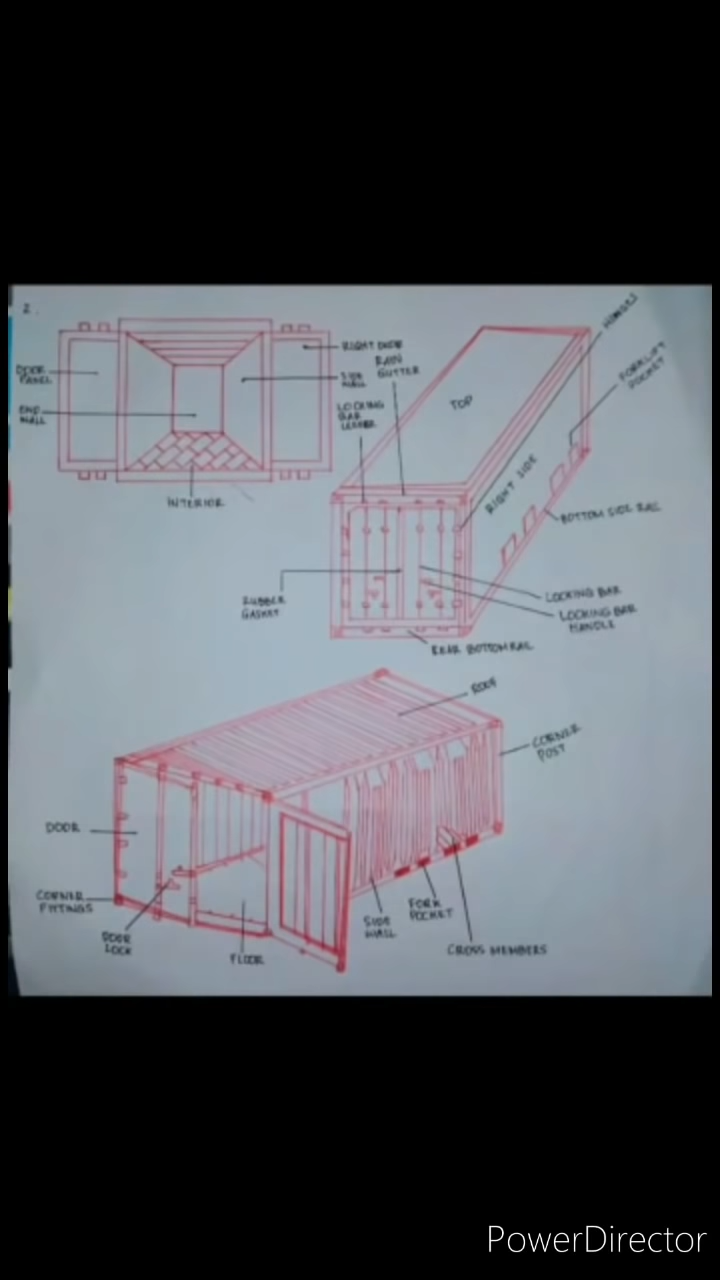 2.
DOOR
PANEL
END
WALL
INTERIOR
RIGHT DOOR
SIDE
WALL
RAIN
GUTTER
LOCKING
BAR
TOP
HINGES
FORKLIFT
POCKET
RIGHT SIDE
BOTTOM SIDE RAIL
RUBBER
GASKET
LOCKING BAR
LOCKING BAR
HANDLE
REAR BOTTOM RAIL
ROOF
CORNER
POST
DOOR
CORNER
FITTINGS
DOOR
LOCK
FLOOR
SIDE
WALL
FORK
POCKET
CROSS MEMBERS
PowerDirector